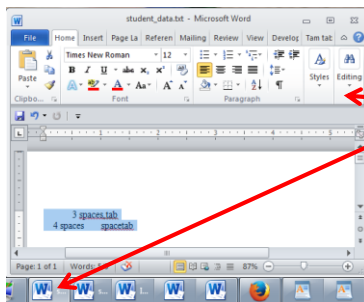 student_data.txt - Microsoft Word
File Home Insert Page La Referen Mailing Review View Develop Tam tab
Paste
Times New Roman 12
B I U abc x, x²
A A Aa A A
Styles Editing
Clipbo... Font Paragraph
3 spaces,tab
4 spaces spacetab
Page: 1 of 1 Words: 87%